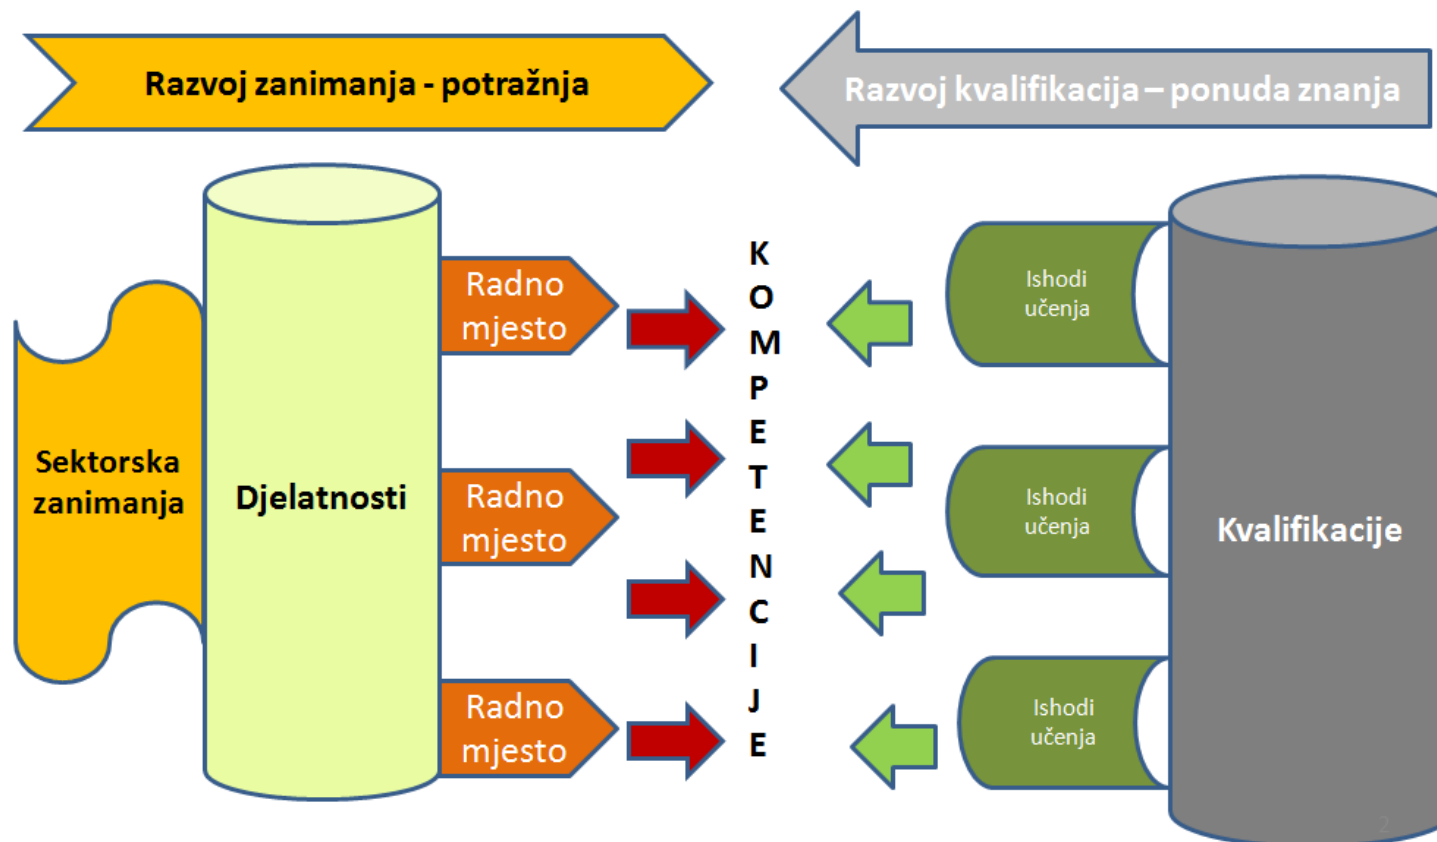 Razvoj zanimanja - potražnja
Razvoj kvalifikacija – ponuda znanja
Sektorska
zanimanja
Djelatnosti
Radno
mjesto
Radno
mjesto
Radno
mjesto
K
O
M
P
E
T
E
N
C
I
J
E
Ishodi
učenja
Ishodi
učenja
Ishodi
učenja
Kvalifikacije
2